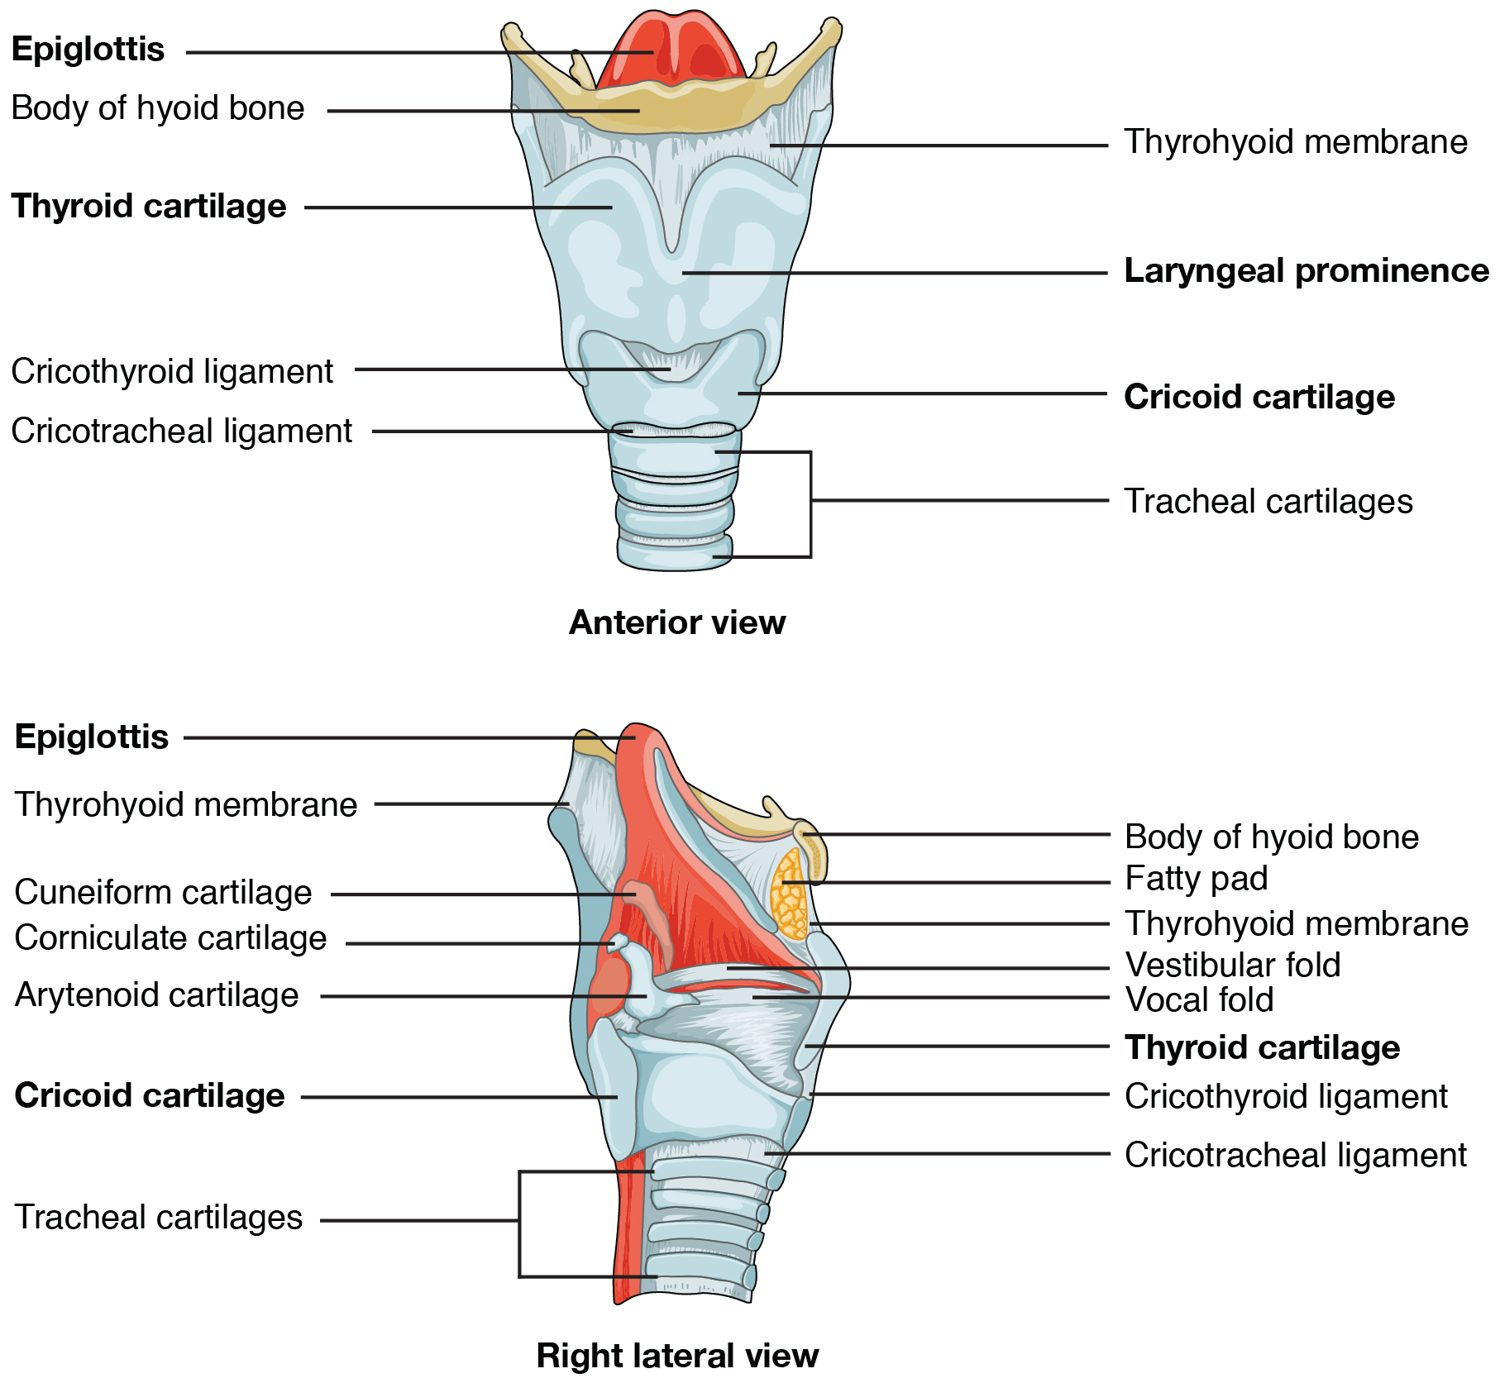 Epiglottis
Body of hyoid bone
Thyrohyoid membrane
Thyroid cartilage
Laryngeal prominence
Cricothyroid ligament
Cricoid cartilage
Cricotracheal ligament
Tracheal cartilages
Anterior view
Epiglottis
Thyrohyoid membrane
Body of hyoid bone
Fatty pad
Cuneiform cartilage
Thyrohyoid membrane
Corniculate cartilage
Vestibular fold
Arytenoid cartilage
Vocal fold
Thyroid cartilage
Cricoid cartilage
Cricothyroid ligament
Cricotracheal ligament
Tracheal cartilages
Right lateral view